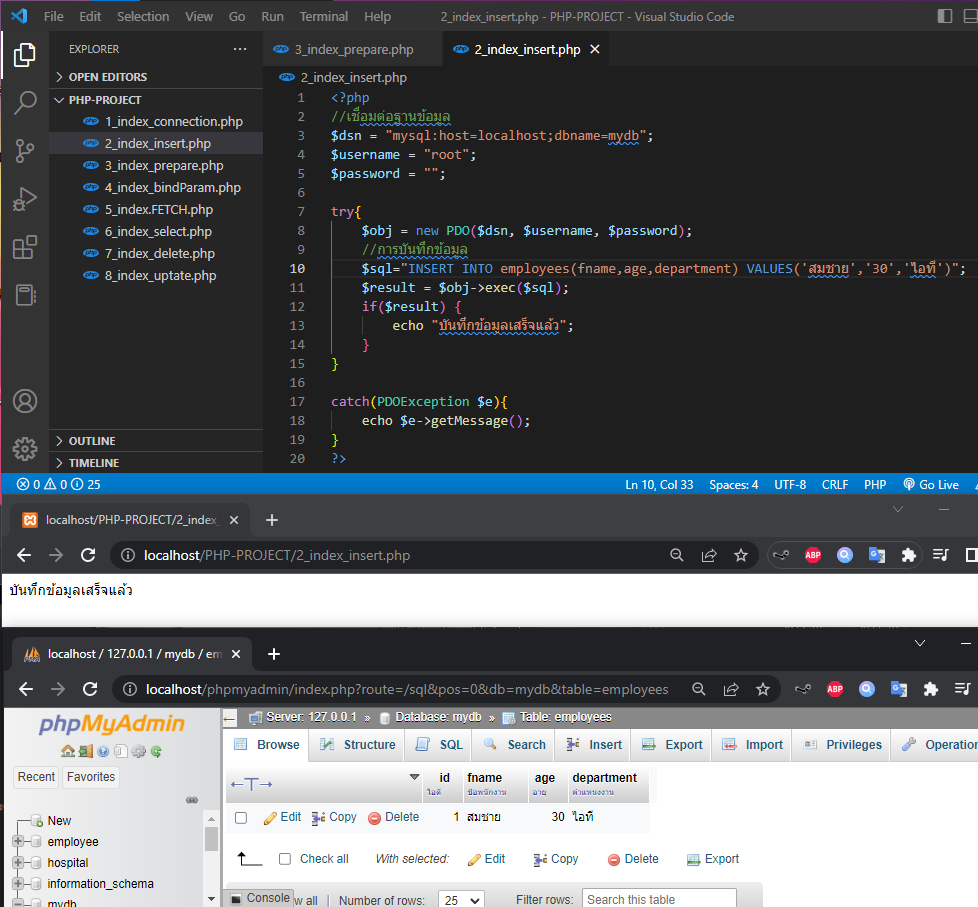 File Edit Selection View Go Run Terminal Help 2_index_insert.php - PHP-PROJECT - Visual Studio Code
EXPLORER ···
OPEN EDITORS
PHP-PROJECT
1_index_connection.php
2_index_insert.php
3_index_prepare.php
4_index_bindParam.php
5_index.FETCH.php
6_index_select.php
7_index_delete.php
8_index_uptate.php
OUTLINE
TIMELINE
3_index_prepare.php 2_index_insert.php
2_index_insert.php
1 <?php
2 //เชื่อมต่อฐานข้อมูล
3 $dsn = "mysql:host=localhost;dbname=mydb";
4 $username = "root";
5 $password = "";
6
7 try{
8 $obj = new PDO($dsn, $username, $password);
9 //การบันทึกข้อมูล
10 $sql="INSERT INTO employees(fname,age,department) VALUES('สมชาย','30','ไอที')";
11 $result = $obj->exec($sql);
12 if($result) {
13 echo "บันทึกข้อมูลเสร็จแล้ว";
14 }
15 }
16
17 catch(PDOException $e){
18 echo $e->getMessage();
19 }
20 ?>
0 0 25 Ln 10, Col 33 Spaces: 4 UTF-8 CRLF PHP Go Live
localhost/PHP-PROJECT/2_index_
localhost/PHP-PROJECT/2_index_insert.php ABP
บันทึกข้อมูลเสร็จแล้ว
localhost / 127.0.0.1 / mydb / em
localhost/phpmyadmin/index.php?route=/sql&pos=0&db=mydb&table=employees ABP
phpMyAdmin
Recent Favorites
New
employee
hospital
information_schema
mydb
Server: 127.0.0.1 » Database: mydb » Table: employees
Browse Structure SQL Search Insert Export Import Privileges Operation
id fname age department
ไอดี ชื่อพนักงาน อายุ ตำแหน่งงาน
Edit Copy Delete 1 สมชาย 30 ไอที
Check all With selected: Edit Copy Delete Export
Console w all Number of rows: 25 Filter rows: Search this table